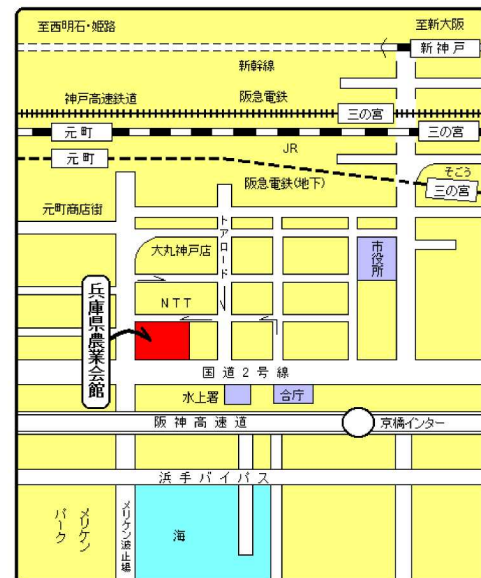 至西明石・姫路
至新大阪
新神戸
新幹線
神戸高速鉄道
阪急電鉄
三の宮
元町
三の宮
JR
元町
阪急電鉄(地下)
そごう
三の宮
元町商店街
トアロード
大丸神戸店
市役所
NTT
兵庫県農業会館
国道2号線
水上署
合庁
阪神高速道
京橋インター
浜手バイパス
メリケンパーク
メリケン波止場
海